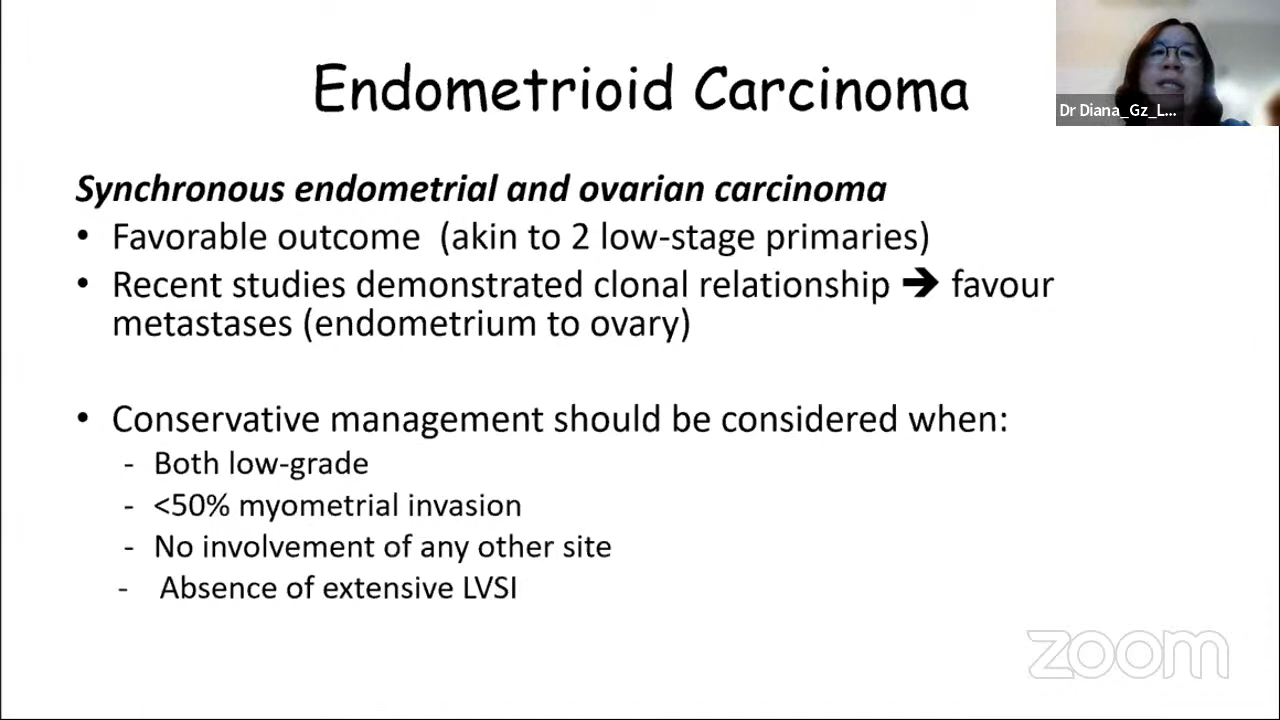 Endometrioid Carcinoma
Dr Diana_Gz_L...
Synchronous endometrial and ovarian carcinoma
• Favorable outcome (akin to 2 low-stage primaries)
• Recent studies demonstrated clonal relationship ➔ favour
metastases (endometrium to ovary)
• Conservative management should be considered when:
- Both low-grade
- <50% myometrial invasion
- No involvement of any other site
- Absence of extensive LVSI
zoom